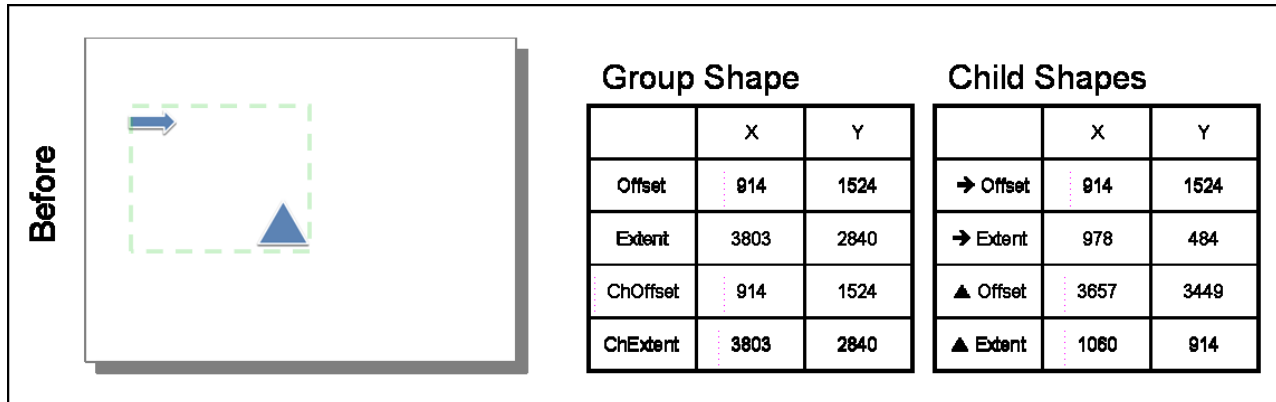 Before
Group Shape
X Y
Offset 914 1524
Extent 3803 2840
ChOffset 914 1524
ChExtent 3803 2840
Child Shapes
X Y
➔ Offset 914 1524
➔ Extent 978 484
▲ Offset 3657 3449
▲ Extent 1060 914